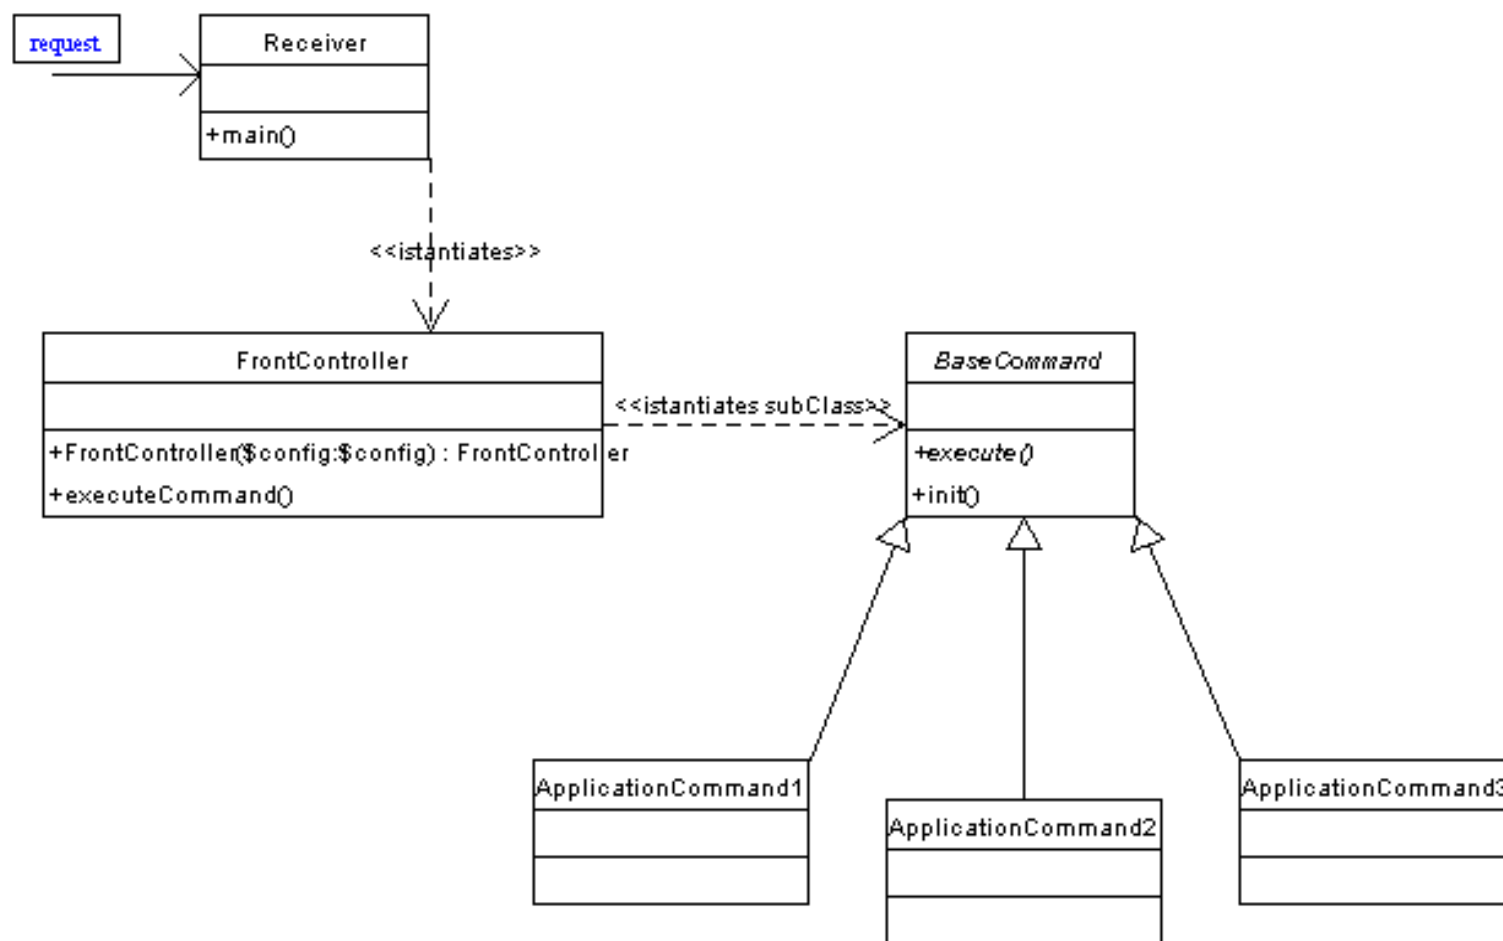 request
Receiver
+main()
<<istantiates>>
FrontController
+FrontController($config:$config) : FrontController
+executeCommand()
<<istantiates subClass>>
BaseCommand
+execute()
+init()
ApplicationCommand1
ApplicationCommand2
ApplicationCommand3